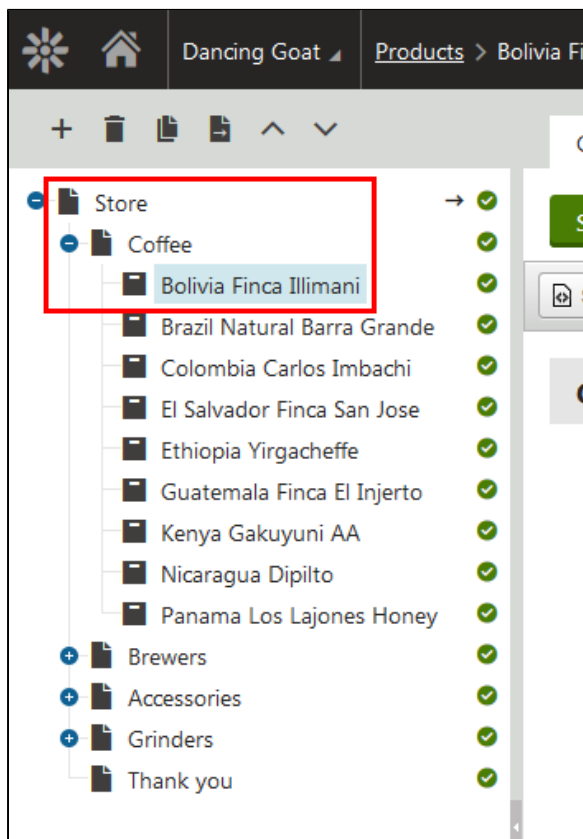 Dancing Goat Products > Bolivia Fi
Store
Coffee
Bolivia Finca Illimani
Brazil Natural Barra Grande
Colombia Carlos Imbachi
El Salvador Finca San Jose
Ethiopia Yirgacheffe
Guatemala Finca El Injerto
Kenya Gakuyuni AA
Nicaragua Dipilto
Panama Los Lajones Honey
Brewers
Accessories
Grinders
Thank you